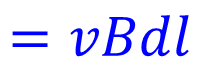 = vBdl